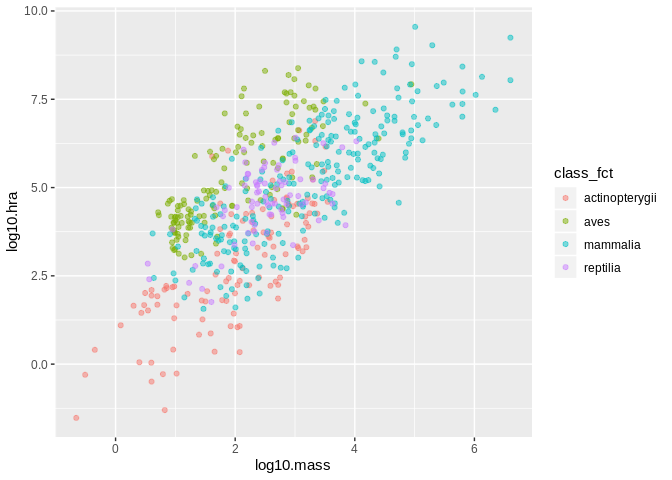 10.0
7.5
5.0
2.5
0.0
log10.hra
0
2
4
6
log10.mass
class_fct
actinopterygii
aves
mammalia
reptilia